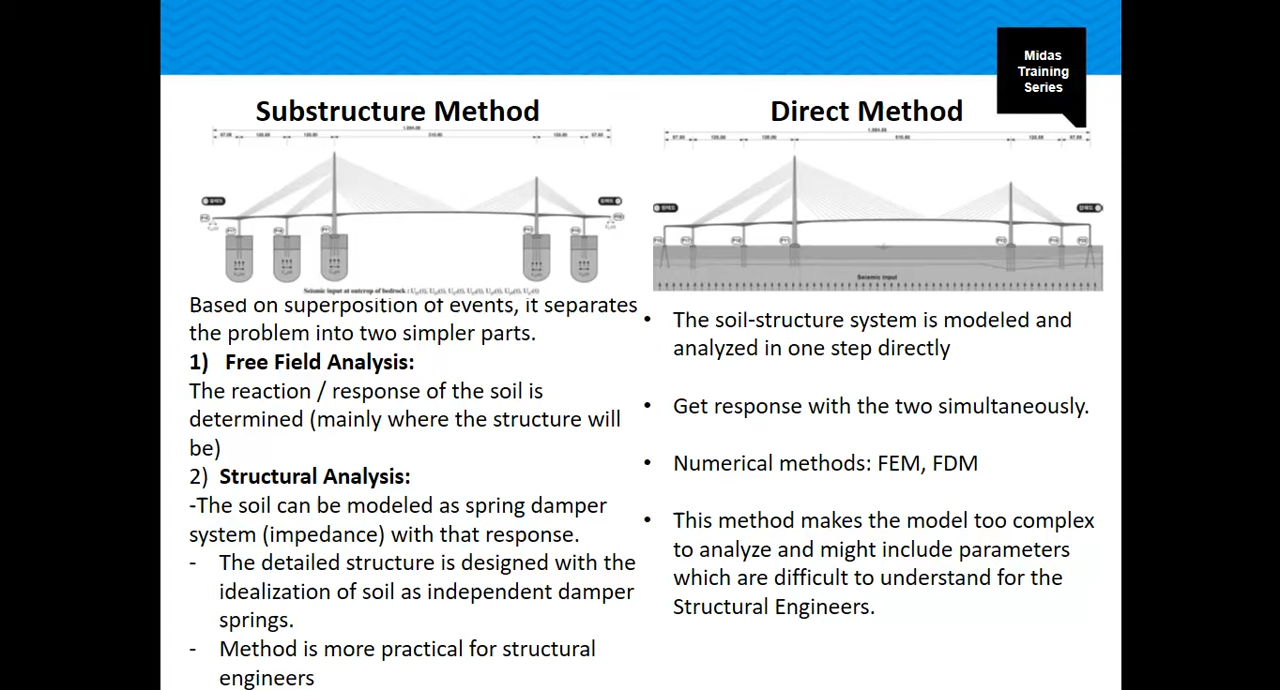 Midas
Training
Series
Substructure Method
Direct Method
Seismic input at outcrop of bedrock :
Seismic input
Based on superposition of events, it separates
the problem into two simpler parts.
1) Free Field Analysis:
The reaction / response of the soil is
determined (mainly where the structure will
be)
2) Structural Analysis:
-The soil can be modeled as spring damper
system (impedance) with that response.
- The detailed structure is designed with the
idealization of soil as independent damper
springs.
- Method is more practical for structural
engineers
• The soil-structure system is modeled and
analyzed in one step directly
• Get response with the two simultaneously.
• Numerical methods: FEM, FDM
• This method makes the model too complex
to analyze and might include parameters
which are difficult to understand for the
Structural Engineers.